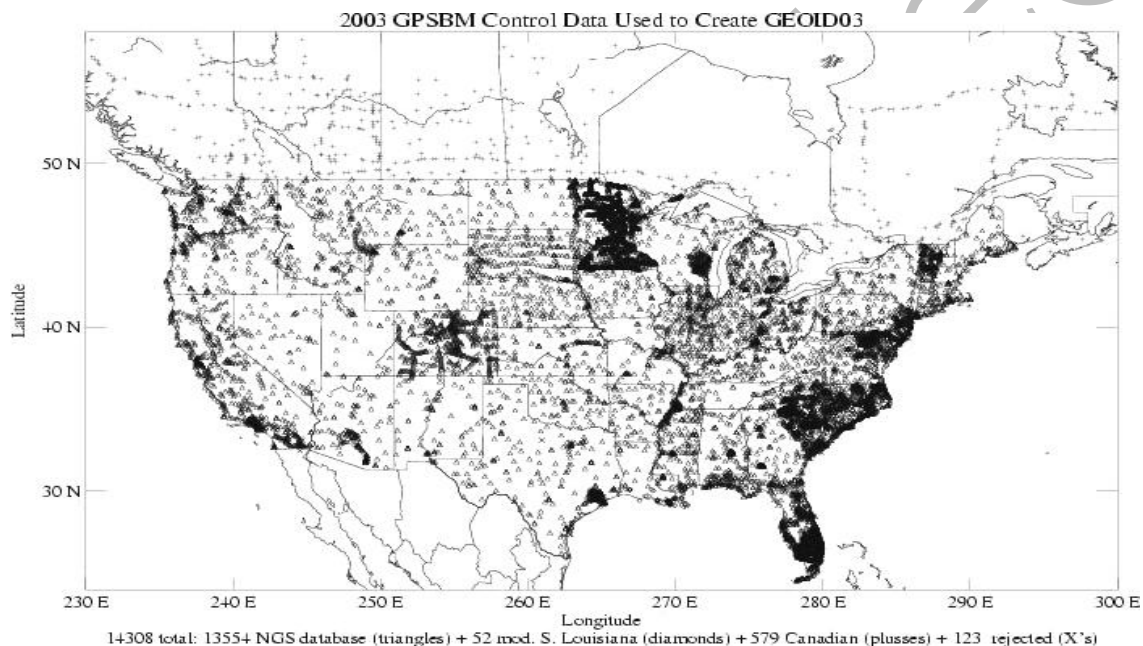 2003 GPSBM Control Data Used to Create GEOID03
50 N
Latitude
40 N
30 N
230 E 240 E 250 E 260 E 270 E 280 E 290 E 300 E
Longitude
14308 total: 13554 NGS database (triangles) + 52 mod. S. Louisiana (diamonds) + 579 Canadian (plusses) + 123 rejected (X's)